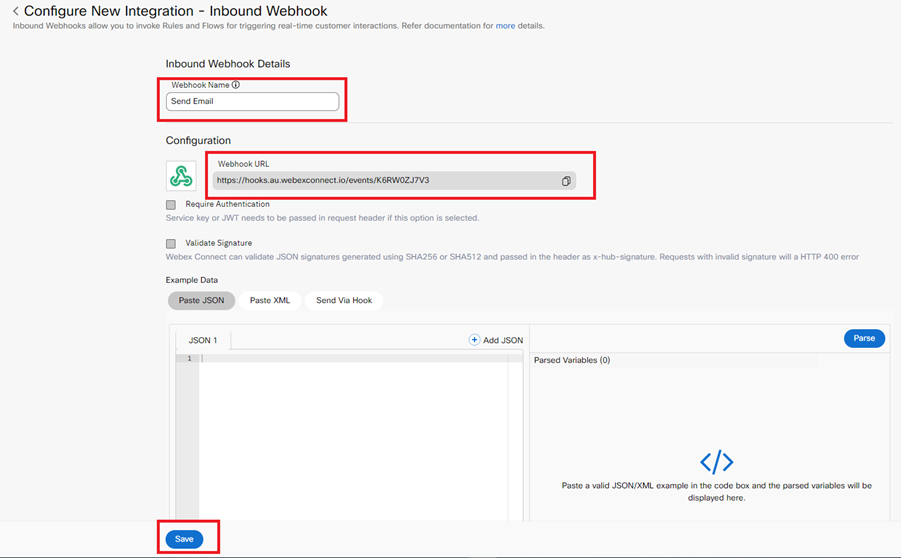 Configure New Integration - Inbound Webhook
Inbound Webhooks allow you to invoke Rules and Flows for triggering real-time customer interactions. Refer documentation for more details.
Inbound Webhook Details
Webhook Name
Send Email
Configuration
Webhook URL
https://hooks.au.webexconnect.io/events/K6RW0ZJ7V3
Require Authentication
Service key or JWT needs to be passed in request header if this option is selected.
Validate Signature
Webex Connect can validate JSON signatures generated using SHA256 or SHA512 and passed in the header as x-hub-signature. Requests with invalid signature will a HTTP 400 error
Example Data
Paste JSON Paste XML Send Via Hook
JSON 1 + Add JSON Parse
1
Parsed Variables (0)
</>
Paste a valid JSON/XML example in the code box and the parsed variables will be
displayed here.
Save